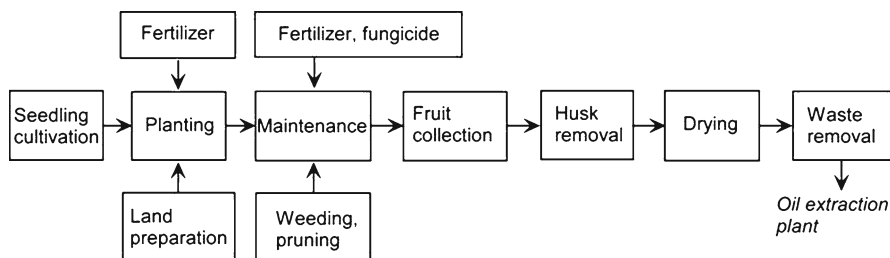 Fertilizer
Fertilizer, fungicide
Seedling
cultivation
Planting
Maintenance
Fruit
collection
Husk
removal
Drying
Waste
removal
Land
preparation
Weeding,
pruning
Oil extraction
plant